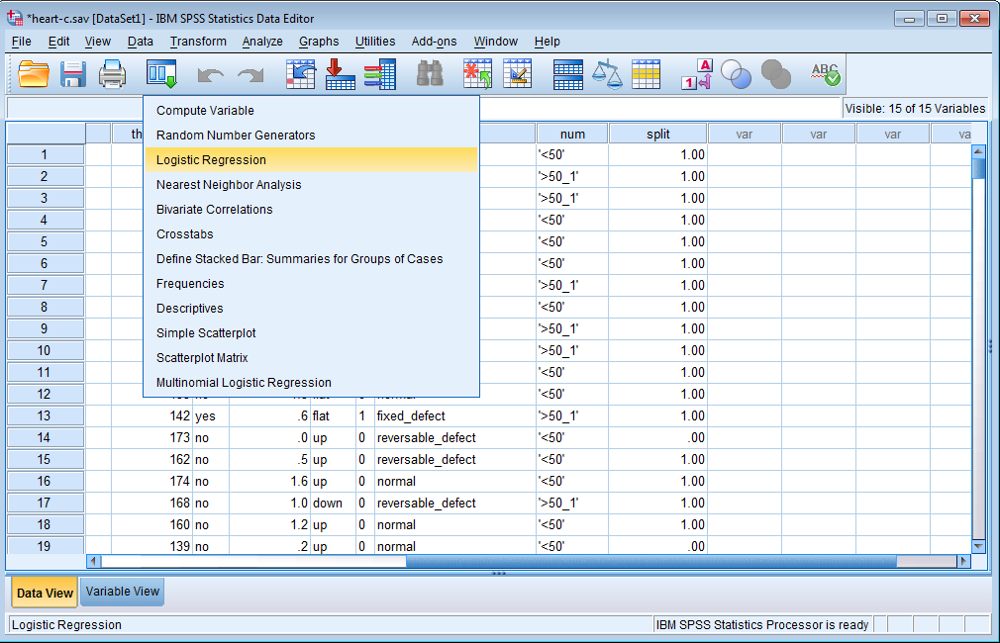 *heart-c.sav [DataSet1] - IBM SPSS Statistics Data Editor
File Edit View Data Transform Analyze Graphs Utilities Add-ons Window Help
A
1
ABC
Visible: 15 of 15 Variables
Compute Variable
Random Number Generators
Logistic Regression
Nearest Neighbor Analysis
Bivariate Correlations
Crosstabs
Define Stacked Bar: Summaries for Groups of Cases
Frequencies
Descriptives
Simple Scatterplot
Scatterplot Matrix
Multinomial Logistic Regression
th num split var var var va
1 '<50' 1.00
2 '>50_1' 1.00
3 '>50_1' 1.00
4 '<50' 1.00
5 '<50' 1.00
6 '<50' 1.00
7 '>50_1' 1.00
8 '<50' 1.00
9 '>50_1' 1.00
10 '>50_1' 1.00
11 '<50' 1.00
12 '<50' 1.00
13 142 yes .6 flat 1 fixed_defect '>50_1' 1.00
14 173 no .0 up 0 reversable_defect '<50' .00
15 162 no .5 up 0 reversable_defect '<50' 1.00
16 174 no 1.6 up 0 normal '<50' 1.00
17 168 no 1.0 down 0 reversable_defect '>50_1' 1.00
18 160 no 1.2 up 0 normal '<50' 1.00
19 139 no .2 up 0 normal '<50' .00
Data View Variable View
Logistic Regression IBM SPSS Statistics Processor is ready